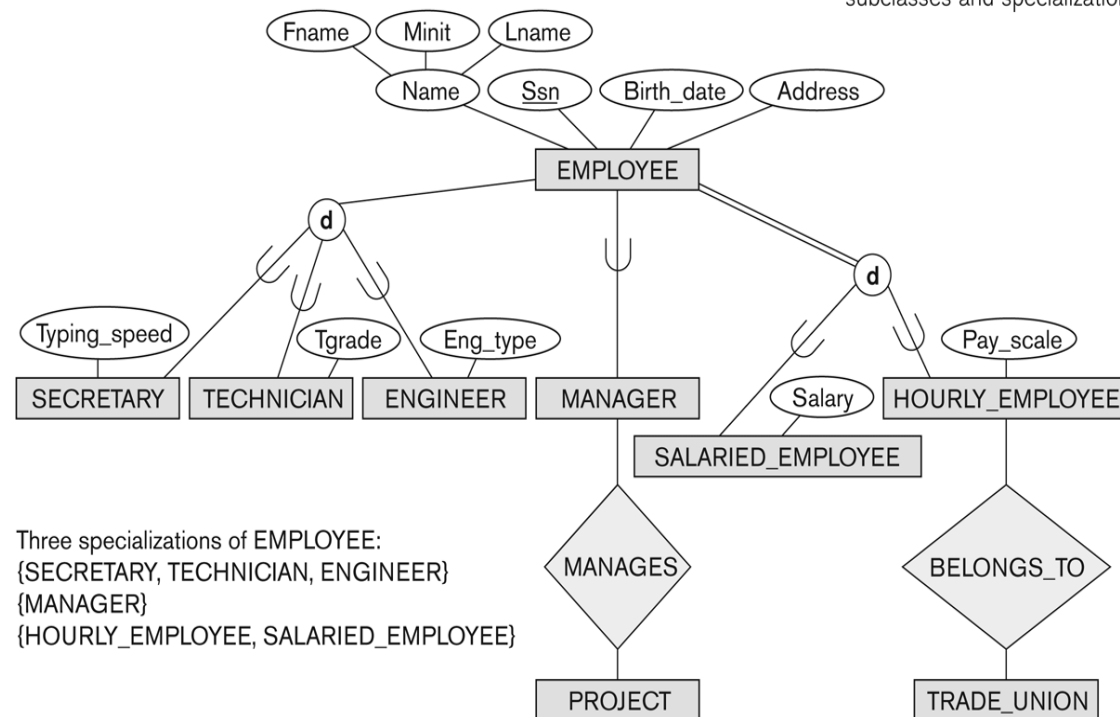 subclasses and specialization
Fname Minit Lname
Name Ssn Birth_date Address
EMPLOYEE
d
d
Typing_speed Tgrade Eng_type Pay_scale
SECRETARY TECHNICIAN ENGINEER MANAGER Salary HOURLY_EMPLOYEE
SALARIED_EMPLOYEE
Three specializations of EMPLOYEE:
{SECRETARY, TECHNICIAN, ENGINEER}
{MANAGER}
{HOURLY_EMPLOYEE, SALARIED_EMPLOYEE}
MANAGES BELONGS_TO
PROJECT TRADE_UNION